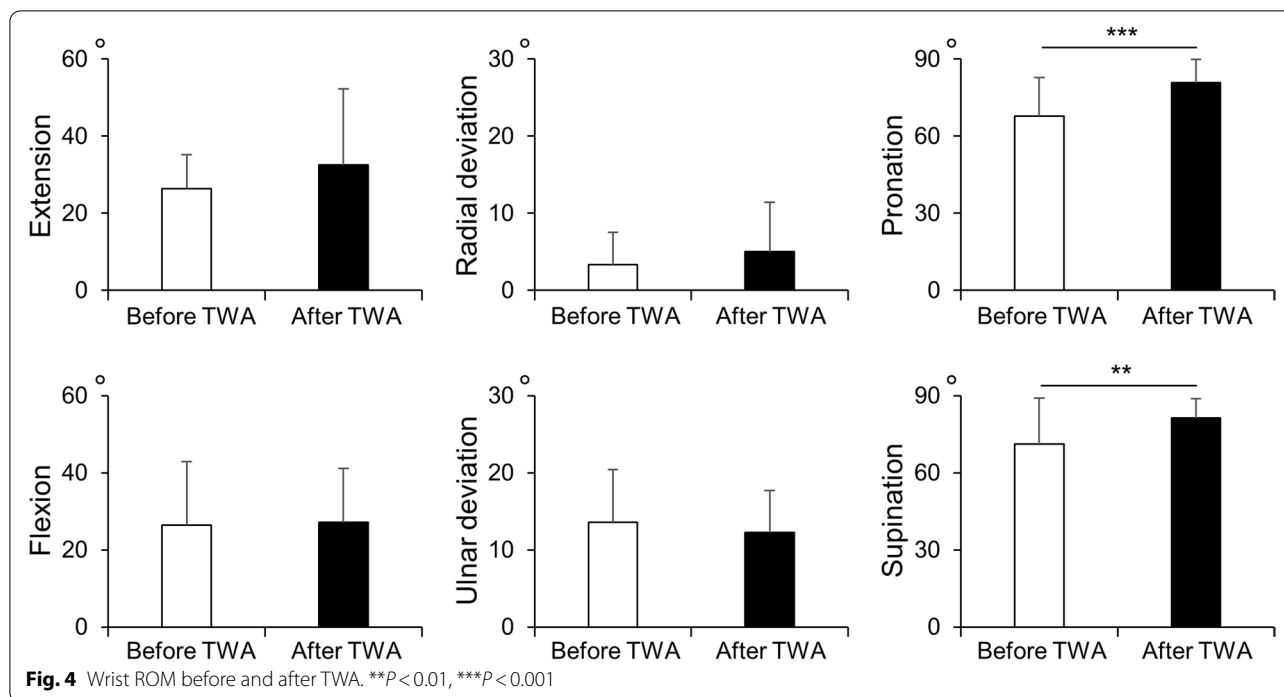 60 °
40
20
0
Extension
Before TWA After TWA
30 °
20
10
0
Radial deviation
Before TWA After TWA
***
90 °
60
30
0
Pronation
Before TWA After TWA
60 °
40
20
0
Flexion
Before TWA After TWA
30 °
20
10
0
Ulnar deviation
Before TWA After TWA
**
90 °
60
30
0
Supination
Before TWA After TWA
Fig. 4 Wrist ROM before and after TWA. **P < 0.01, ***P < 0.001